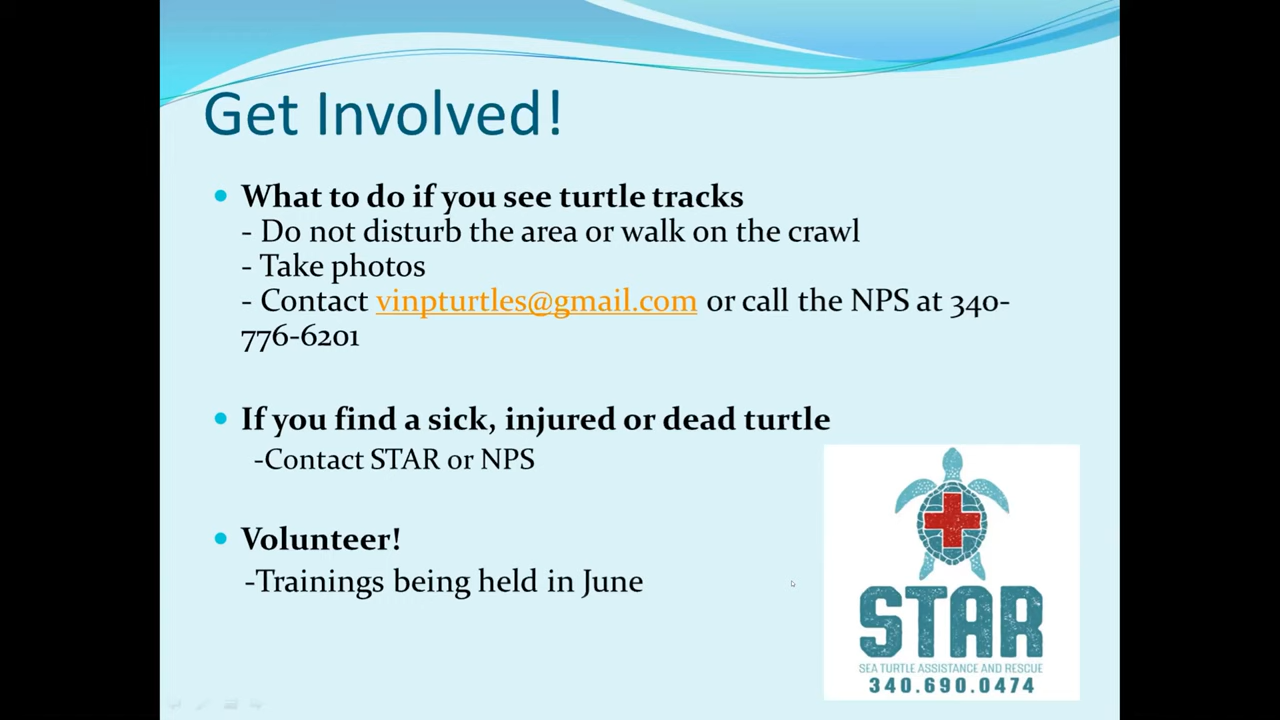 Get Involved!
What to do if you see turtle tracks
- Do not disturb the area or walk on the crawl
- Take photos
- Contact vinpturtles@gmail.com or call the NPS at 340-
776-6201
If you find a sick, injured or dead turtle
-Contact STAR or NPS
Volunteer!
-Trainings being held in June
STAR
SEA TURTLE ASSISTANCE AND RESCUE
340.690.0474